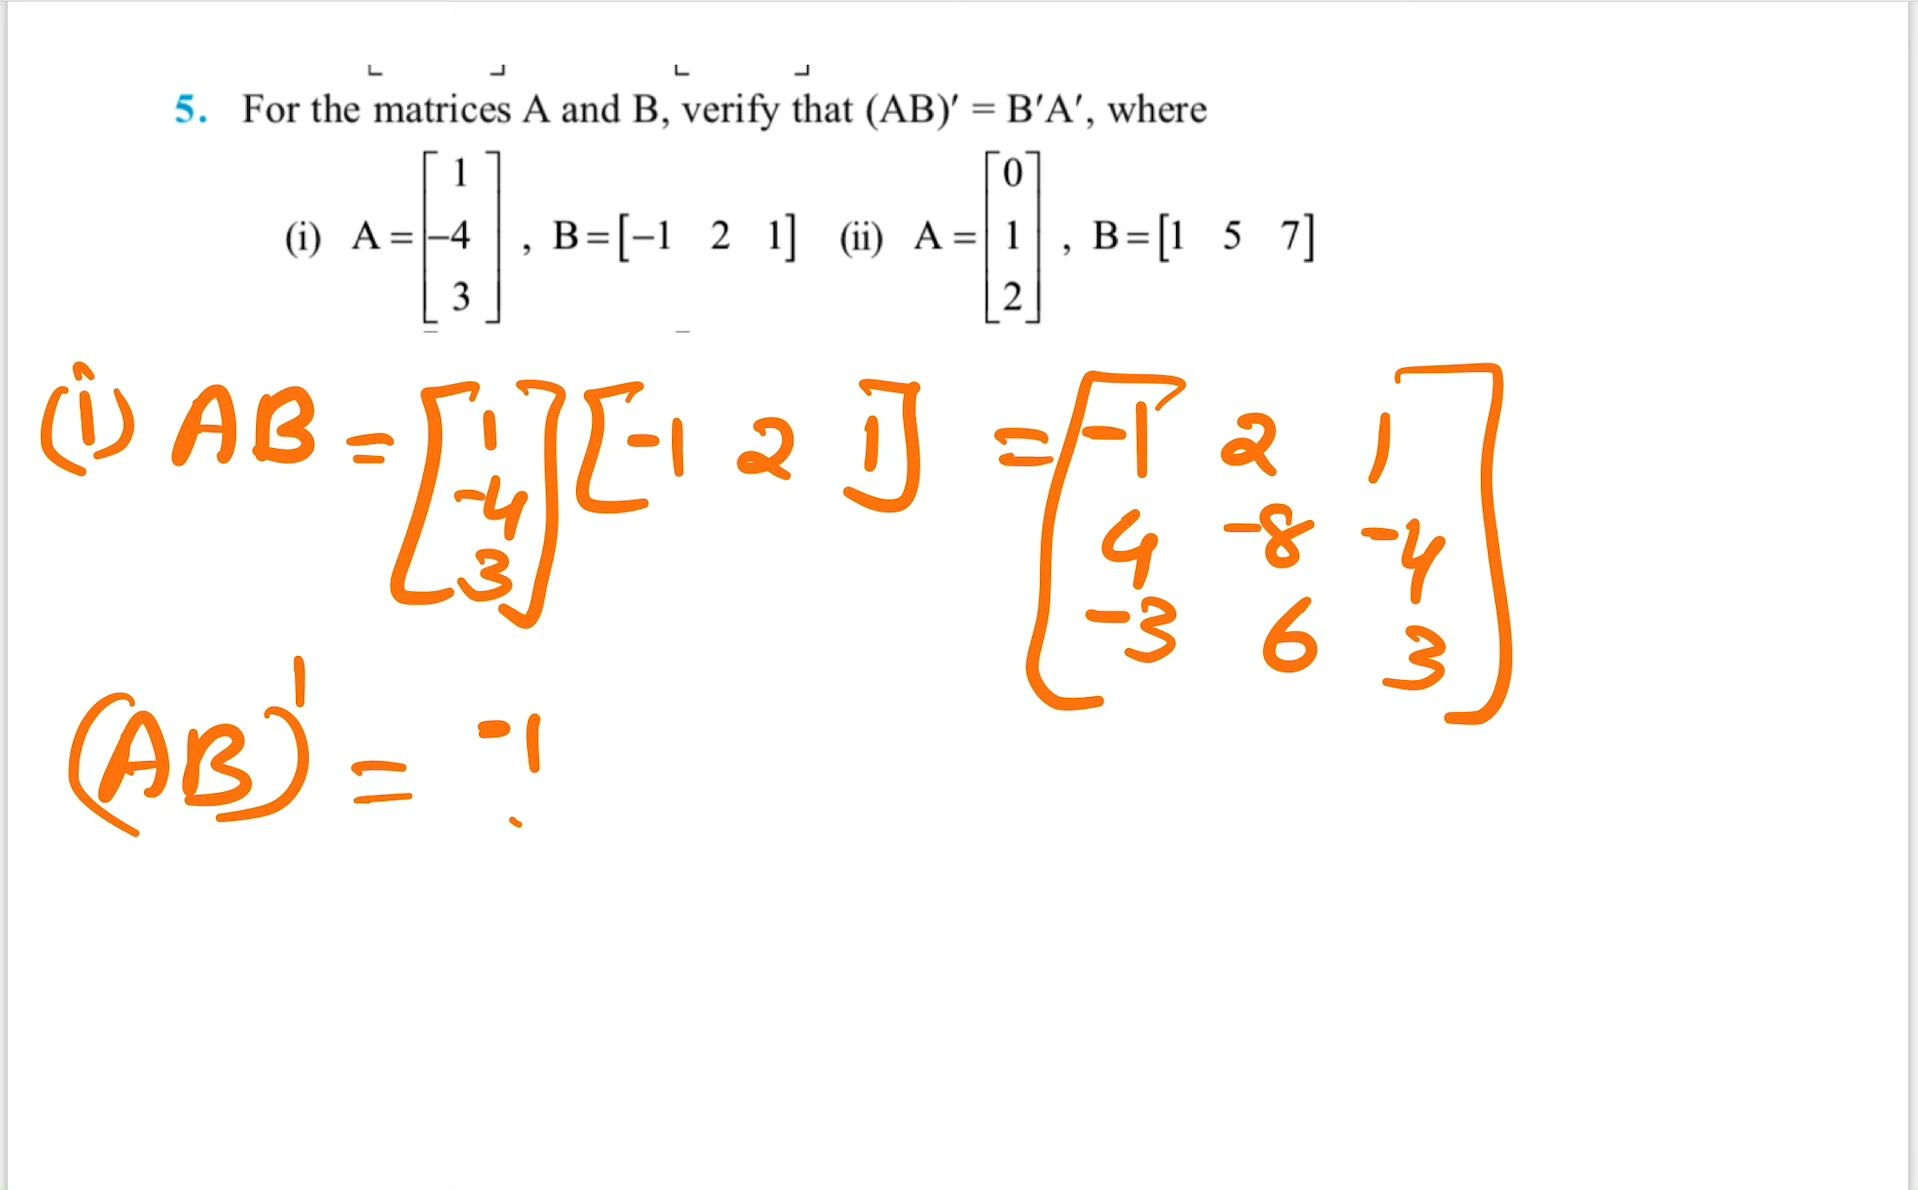 5. For the matrices A and B, verify that (AB)′ = B′A′, where
(i) A = [1 −4 3], B = [−1 2 1] (ii) A = [0 1 2], B = [1 5 7]
(i) AB = [1 -4 3] [-1 2 1] = [-1 2 1
4 -8 -4
-3 6 3]
(AB)' = -1